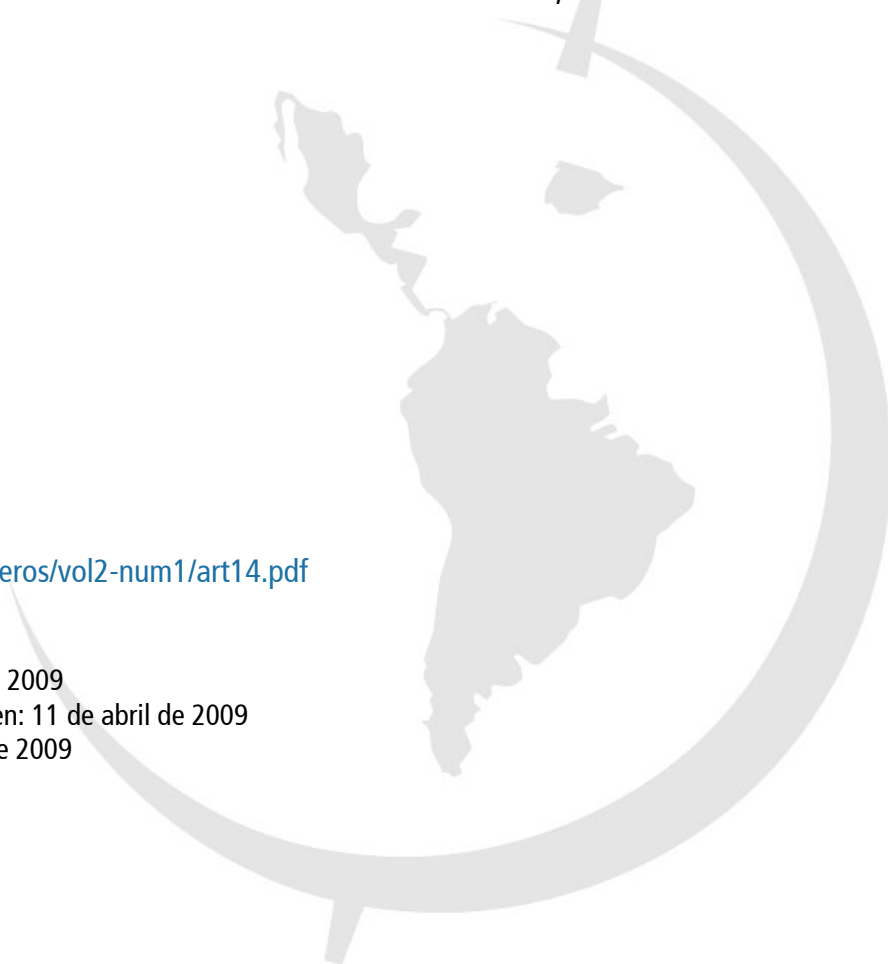 eros/vol2-num1/art14.pdf
2009
en: 11 de abril de 2009
e 2009